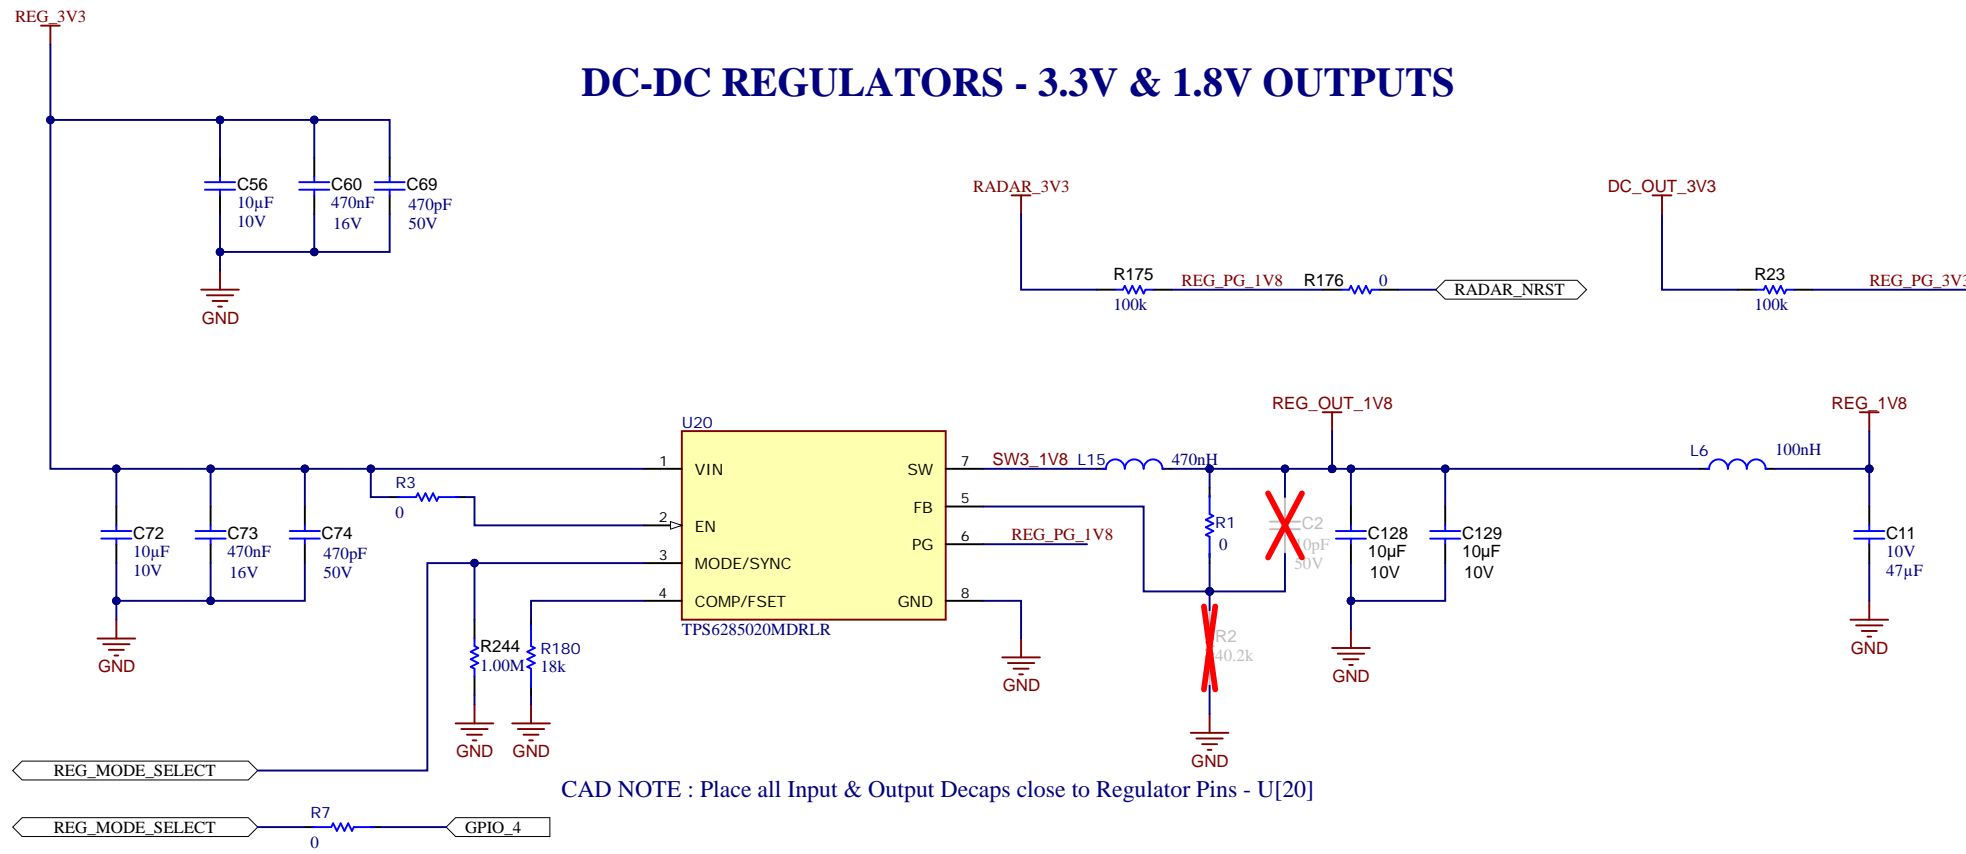 REG_3V3
DC-DC REGULATORS - 3.3V & 1.8V OUTPUTS
C56
10µF
10V
C60
470nF
16V
C69
470pF
50V
GND
RADAR_3V3
R175
100k
REG_PG_1V8
R176
0
RADAR_NRST
DC_OUT_3V3
R23
100k
REG_PG_3V3
U20
1
VIN
2
EN
3
MODE/SYNC
4
COMP/FSET
SW
7
FB
5
PG
6
GND
8
TPS6285020MDRLR
R3
0
C72
10µF
10V
C73
470nF
16V
C74
470pF
50V
GND
R244
1.00M
GND
R180
18k
GND
SW3_1V8
L15
470nH
REG_PG_1V8
GND
REG_OUT_1V8
R1
0
C2
50V
R2
40.2k
GND
C128
10µF
10V
C129
10µF
10V
GND
L6
100nH
REG_1V8
C11
10V
47µF
GND
REG_MODE_SELECT
CAD NOTE : Place all Input & Output Decaps close to Regulator Pins - U[20]
REG_MODE_SELECT
R7
0
GPIO_4